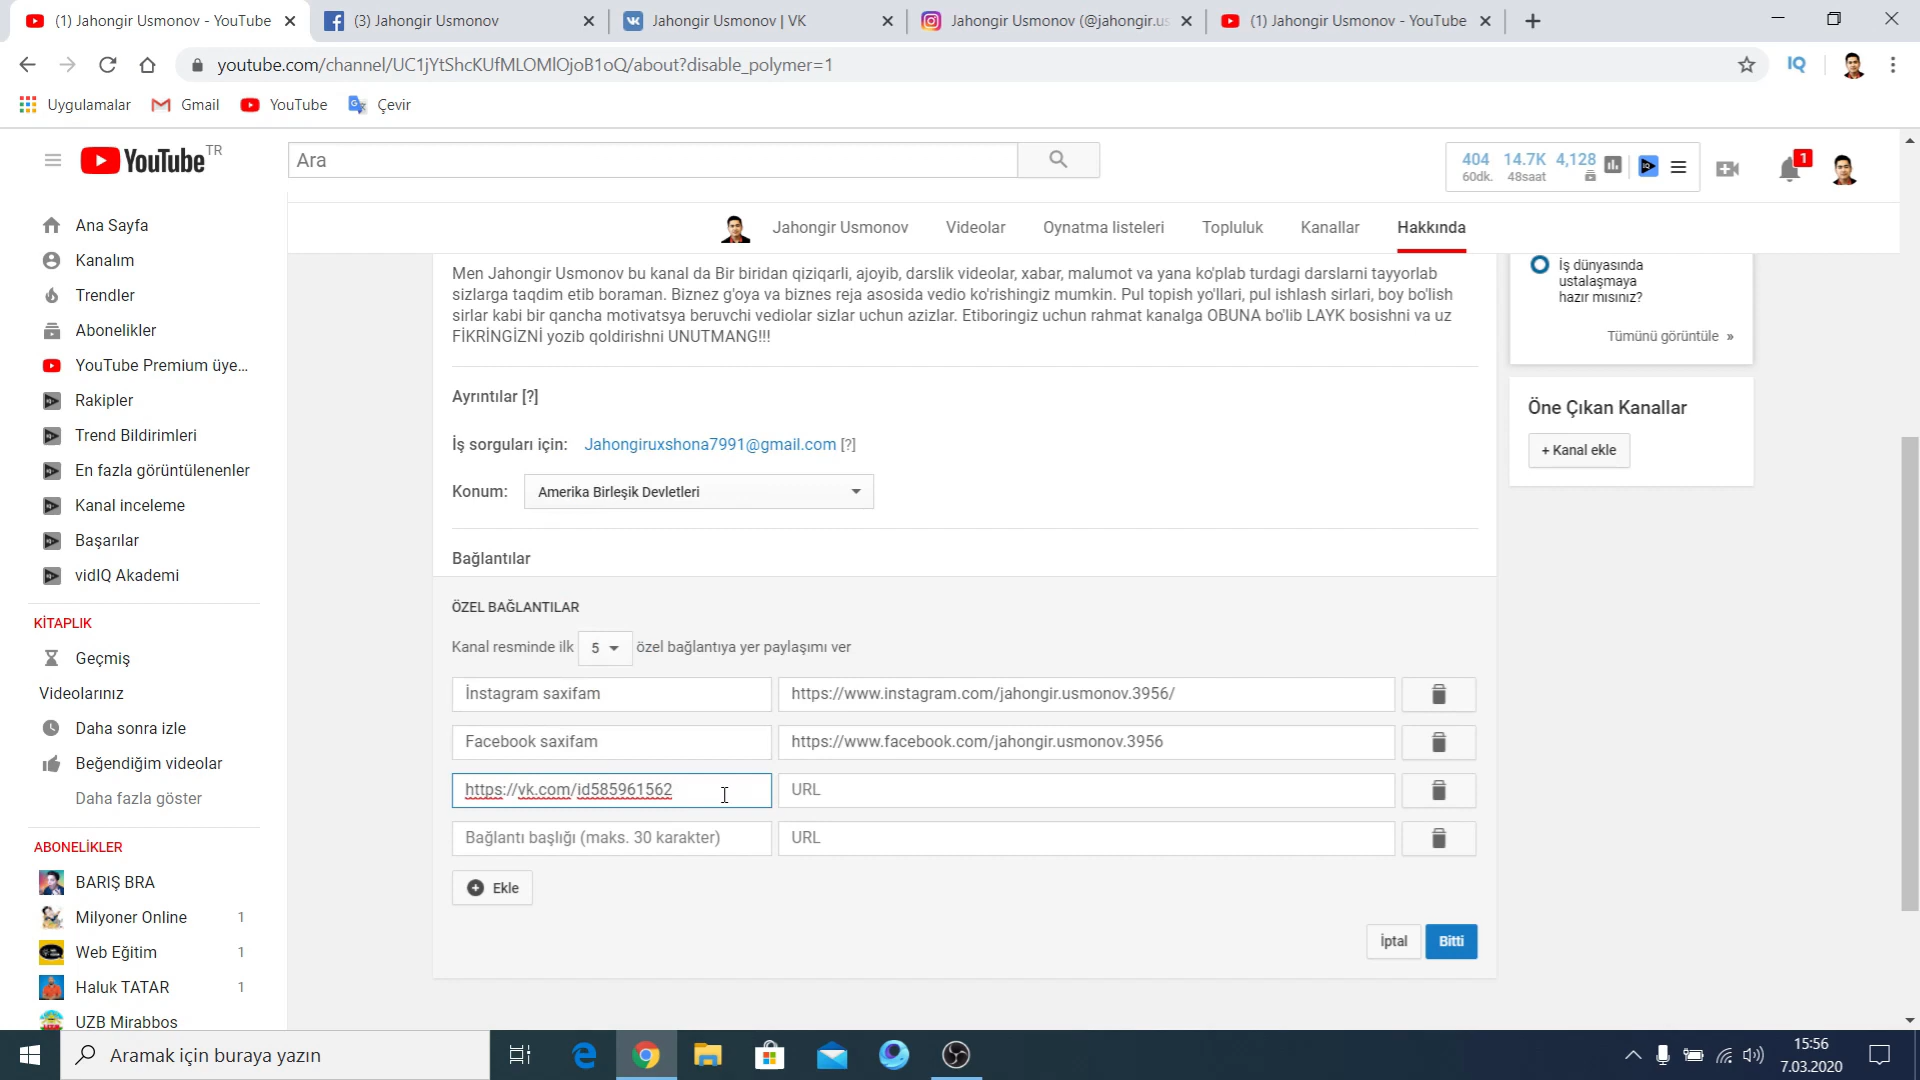 (1) Jahongir Usmonov - YouTube
(3) Jahongir Usmonov
Jahongir Usmonov | VK
Jahongir Usmonov (@jahongir.us
(1) Jahongir Usmonov - YouTube
youtube.com/channel/UC1jYtShcKUfMLOMlOjoB1oQ/about?disable_polymer=1
IQ
Uygulamalar
Gmail
YouTube
Çevir
YouTube TR
Ara
404 14.7K 4,128
60dk. 48saat
1
Jahongir Usmonov
Videolar
Oynatma listeleri
Topluluk
Kanallar
Hakkında
Ana Sayfa
Kanalım
Trendler
Abonelikler
YouTube Premium üye...
Rakipler
Trend Bildirimleri
En fazla görüntülenenler
Kanal inceleme
Başarılar
vidIQ Akademi
KİTAPLIK
Geçmiş
Videolarınız
Daha sonra izle
Beğendiğim videolar
Daha fazla göster
ABONELİKLER
BARIŞ BRA
Milyoner Online 1
Web Eğitim 1
Haluk TATAR 1
UZB Mirabbos
Men Jahongir Usmonov bu kanal da Bir biridan qiziqarli, ajoyib, darslik videolar, xabar, malumot va yana ko'plab turdagi darslarni tayyorlab
sizlarga taqdim etib boraman. Biznez g'oya va biznes reja asosida vedio ko'rishingiz mumkin. Pul topish yo'llari, pul ishlash sirlari, boy bo'lish
sirlar kabi bir qancha motivatsya beruvchi vediolar sizlar uchun azizlar. Etiboringiz uchun rahmat kanalga OBUNA bo'lib LAYK bosishni va uz
FİKRİNGİZNİ yozib qoldirishni UNUTMANG!!!
Ayrıntılar [?]
İş sorguları için: Jahongiruxshona7991@gmail.com [?]
Konum: Amerika Birleşik Devletleri
Bağlantılar
ÖZEL BAĞLANTILAR
Kanal resminde ilk 5 özel bağlantıya yer paylaşımı ver
İnstagram saxifam https://www.instagram.com/jahongir.usmonov.3956/
Facebook saxifam https://www.facebook.com/jahongir.usmonov.3956
https://vk.com/id585961562 URL
Bağlantı başlığı (maks. 30 karakter) URL
Ekle
İptal
Bitti
İş dünyasında
ustalaşmaya
hazır mısınız?
Tümünü görüntüle »
Öne Çıkan Kanallar
+ Kanal ekle
Aramak için buraya yazın
15:56
7.03.2020